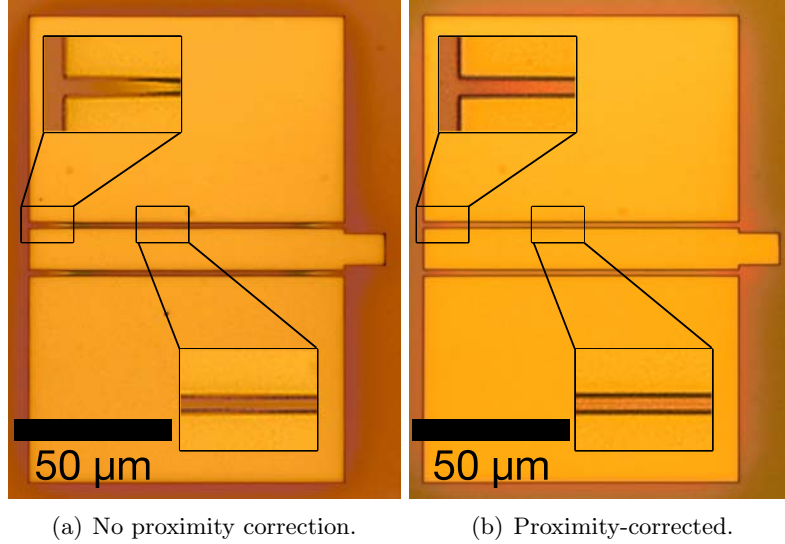 50 µm
50 µm
(a) No proximity correction.
(b) Proximity-corrected.